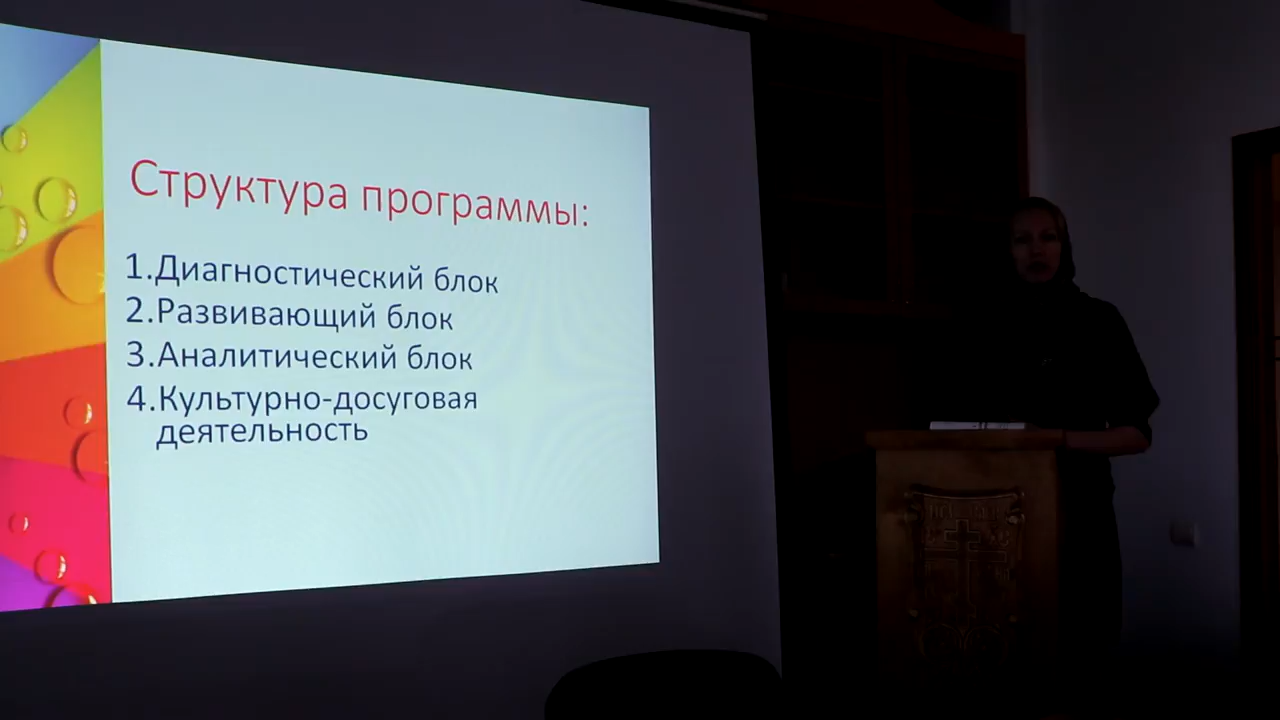 Структура программы:
1.Диагностический блок
2.Развивающий блок
3.Аналитический блок
4.Культурно-досуговая
деятельность